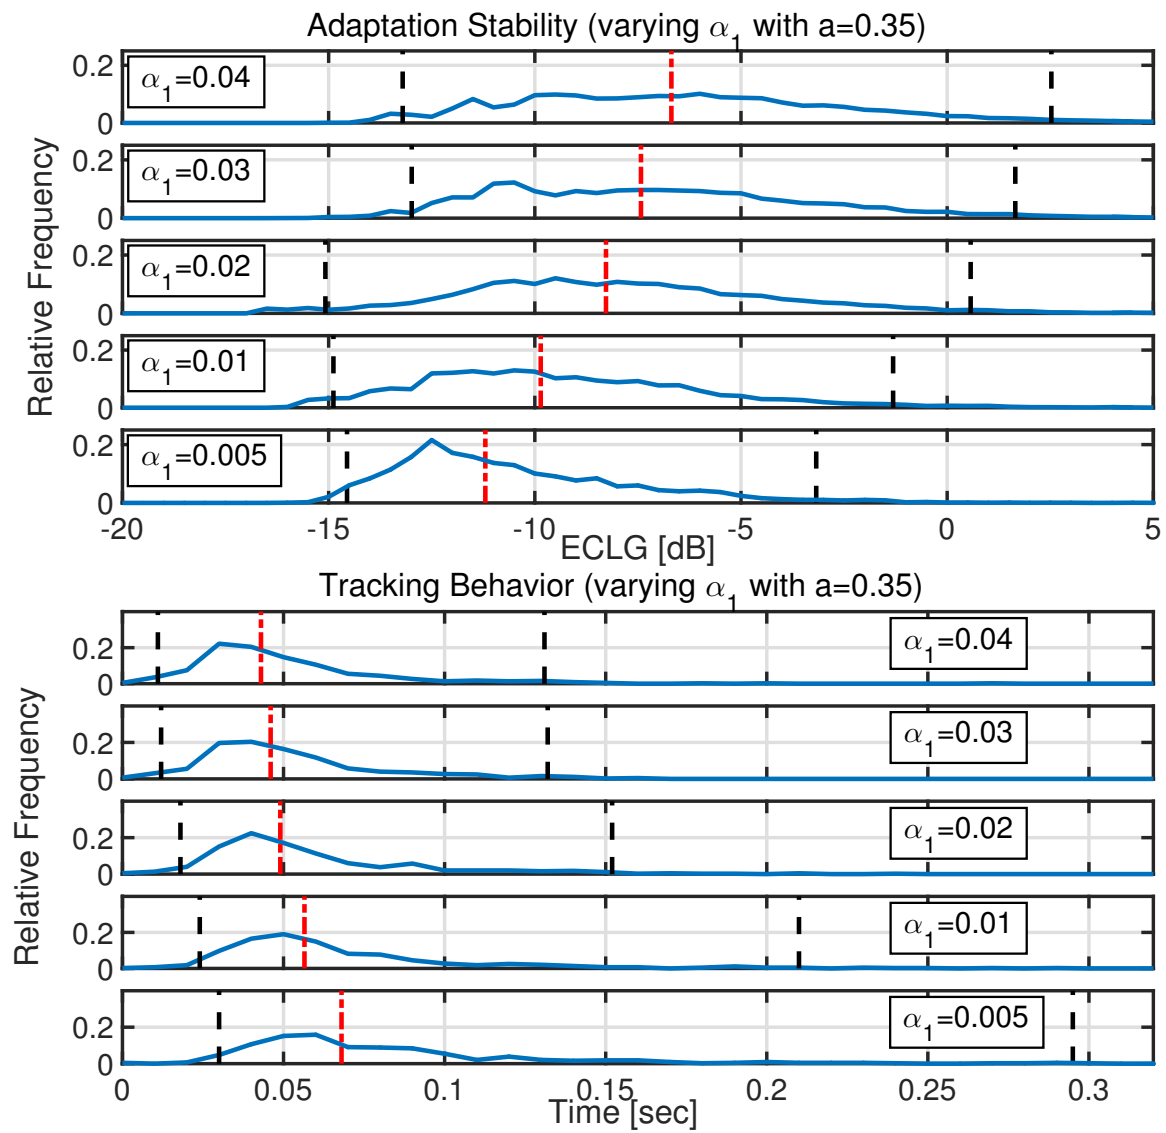 Adaptation Stability (varying α₁ with a=0.35)
0.2
α₁=0.04
0
0.2
α₁=0.03
0
Relative Frequency
0.2
α₁=0.02
0
0.2
α₁=0.01
0
0.2
α₁=0.005
0
-20 -15 -10 -5 0 5
ECLG [dB]
Tracking Behavior (varying α₁ with a=0.35)
0.2
α₁=0.04
0
0.2
α₁=0.03
0
Relative Frequency
0.2
α₁=0.02
0
0.2
α₁=0.01
0
0.2
α₁=0.005
0
0 0.05 0.1 0.15 0.2 0.25 0.3
Time [sec]